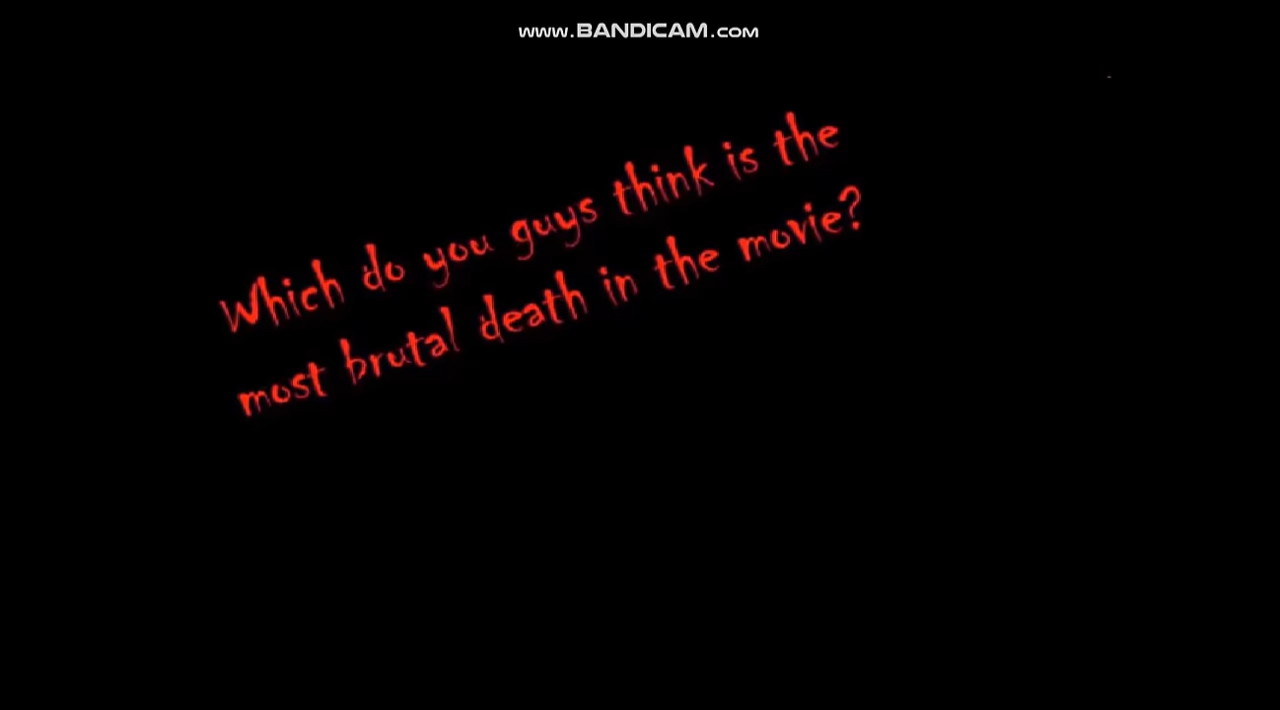 www.BANDICAM.com
Which do you guys think is the
most brutal death in the movie?